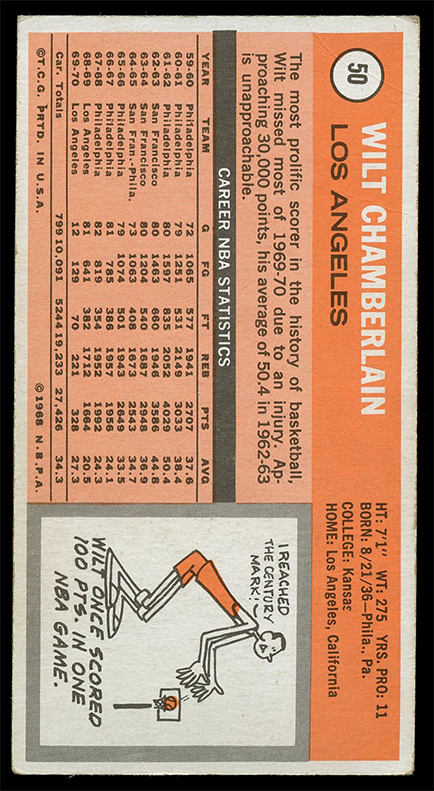 50
WILT CHAMBERLAIN
LOS ANGELES
HT: 7'1" WT: 275 YRS. PRO: 11
BORN: 8/21/36—Phila., Pa.
COLLEGE: Kansas
HOME: Los Angeles, California
The most prolific scorer in the history of basketball,
Wilt missed most of 1969-70 due to an injury. Ap-
proaching 30,000 points, his average of 50.4 in 1962-63
is unapproachable.
CAREER NBA STATISTICS
YEAR TEAM G FG FT REB PTS AVG
59-60 Philadelphia 72 1065 577 1941 2707 37.6
60-61 Philadelphia 79 1251 531 2149 3033 38.4
61-62 Philadelphia 80 1597 835 2052 4029 50.4
62-63 San Francisco 80 1463 660 1946 3586 44.8
63-64 San Francisco 80 1204 540 1687 2948 36.9
64-65 San Fran.-Phila. 73 1063 408 1673 2534 34.7
65-66 Philadelphia 79 1074 501 1943 2649 33.5
66-67 Philadelphia 81 785 386 1957 1956 24.1
67-68 Philadelphia 82 819 354 1952 1992 24.3
68-69 Los Angeles 81 641 382 1712 1664 20.5
69-70 Los Angeles 12 129 70 221 328 27.3
Car. Totals 799 10,091 5244 19,233 27,426 34.3
©T.C.G. PRTD. IN U.S.A. ©1968 N.B.P.A.
I REACHED
THE CENTURY
MARK!
WILT ONCE SCORED
100 PTS. IN ONE
NBA GAME.